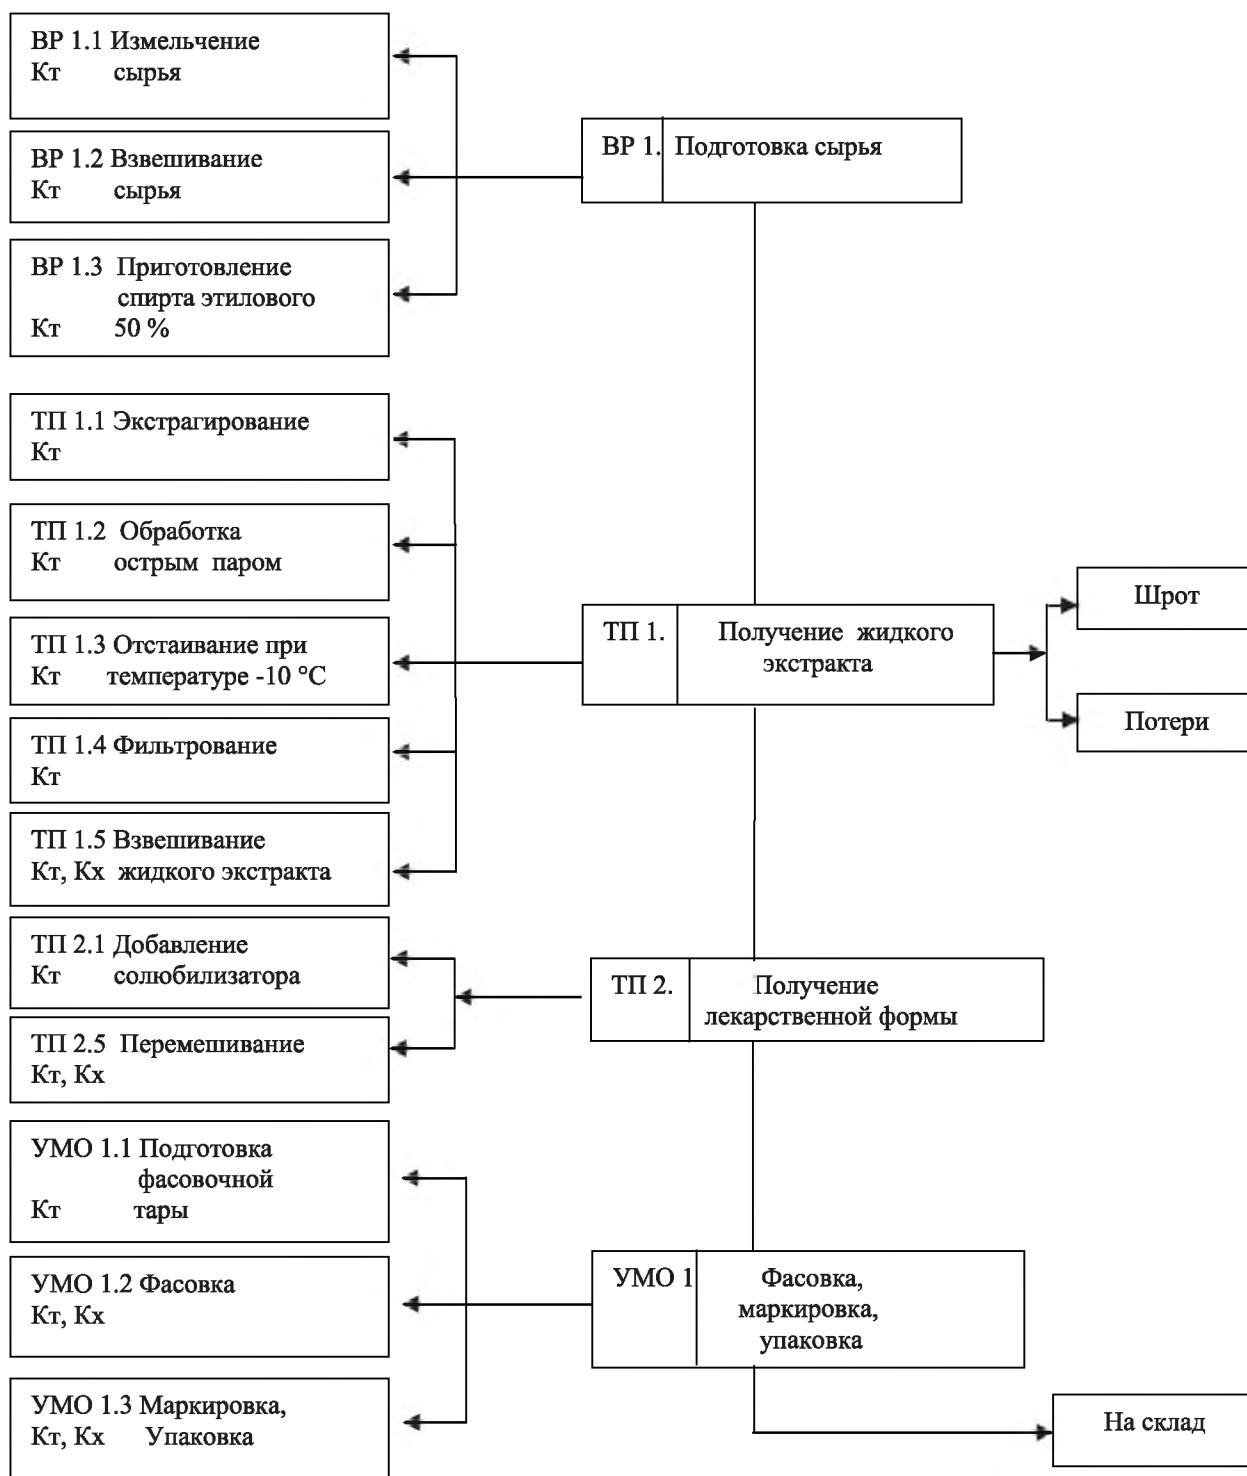 ВР 1.1 Измельчение
Кт сырья
ВР 1.2 Взвешивание
Кт сырья
ВР 1.3 Приготовление
спирта этилового
Кт 50 %
ВР 1. Подготовка сырья
ТП 1.1 Экстрагирование
Кт
ТП 1.2 Обработка
Кт острым паром
ТП 1.3 Отстаивание при
Кт температуре -10 °С
ТП 1.4 Фильтрование
Кт
ТП 1.5 Взвешивание
Кт, Кх жидкого экстракта
ТП 1. Получение жидкого
экстракта
Шрот
Потери
ТП 2.1 Добавление
Кт солюбилизатора
ТП 2.5 Перемешивание
Кт, Кх
ТП 2. Получение
лекарственной формы
УМО 1.1 Подготовка
фасовочной
Кт тары
УМО 1.2 Фасовка
Кт, Кх
УМО 1.3 Маркировка,
Кт, Кх Упаковка
УМО 1 Фасовка,
маркировка,
упаковка
На склад